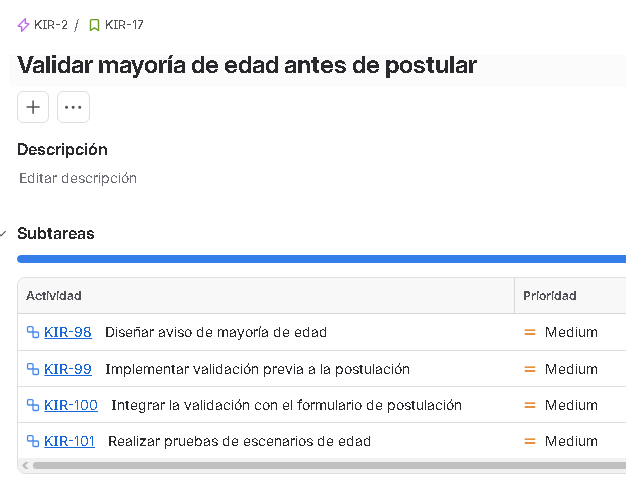 KIR-2 / KIR-17
Validar mayoría de edad antes de postular
Descripción
Editar descripción
Subtareas
Actividad Prioridad
KIR-98 Diseñar aviso de mayoría de edad Medium
KIR-99 Implementar validación previa a la postulación Medium
KIR-100 Integrar la validación con el formulario de postulación Medium
KIR-101 Realizar pruebas de escenarios de edad Medium